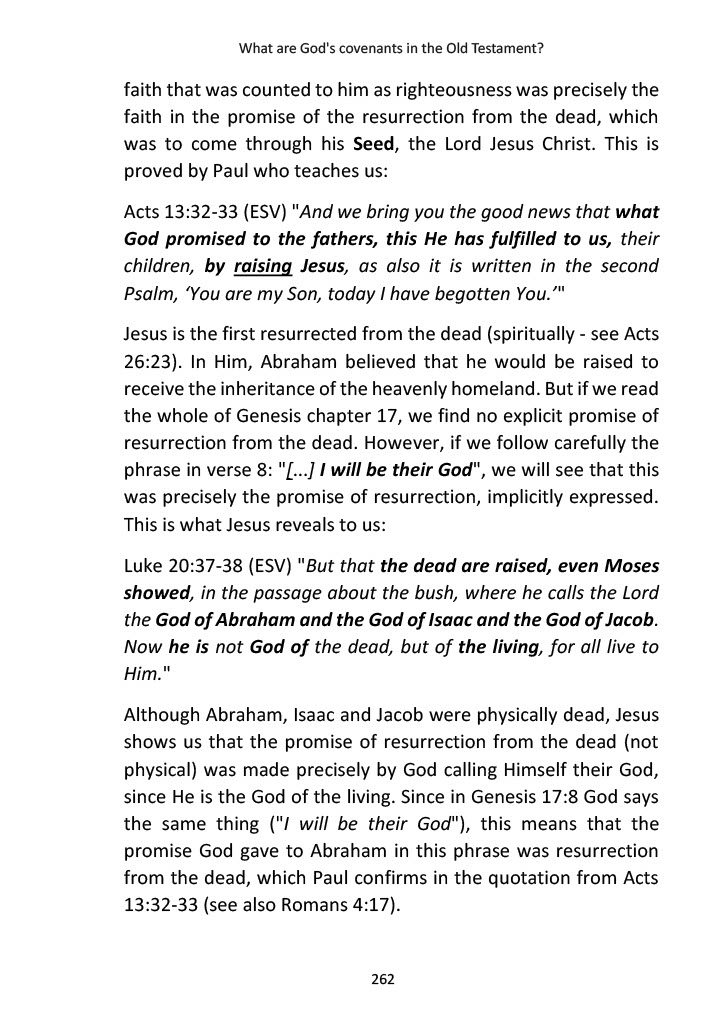 What are God's covenants in the Old Testament?
faith that was counted to him as righteousness was precisely the
faith in the promise of the resurrection from the dead, which
was to come through his Seed, the Lord Jesus Christ. This is
proved by Paul who teaches us:
Acts 13:32-33 (ESV) "And we bring you the good news that what
God promised to the fathers, this He has fulfilled to us, their
children, by raising Jesus, as also it is written in the second
Psalm, ‘You are my Son, today I have begotten You.’"
Jesus is the first resurrected from the dead (spiritually - see Acts
26:23). In Him, Abraham believed that he would be raised to
receive the inheritance of the heavenly homeland. But if we read
the whole of Genesis chapter 17, we find no explicit promise of
resurrection from the dead. However, if we follow carefully the
phrase in verse 8: "[...] I will be their God", we will see that this
was precisely the promise of resurrection, implicitly expressed.
This is what Jesus reveals to us:
Luke 20:37-38 (ESV) "But that the dead are raised, even Moses
showed, in the passage about the bush, where he calls the Lord
the God of Abraham and the God of Isaac and the God of Jacob.
Now he is not God of the dead, but of the living, for all live to
Him."
Although Abraham, Isaac and Jacob were physically dead, Jesus
shows us that the promise of resurrection from the dead (not
physical) was made precisely by God calling Himself their God,
since He is the God of the living. Since in Genesis 17:8 God says
the same thing ("I will be their God"), this means that the
promise God gave to Abraham in this phrase was resurrection
from the dead, which Paul confirms in the quotation from Acts
13:32-33 (see also Romans 4:17).
262